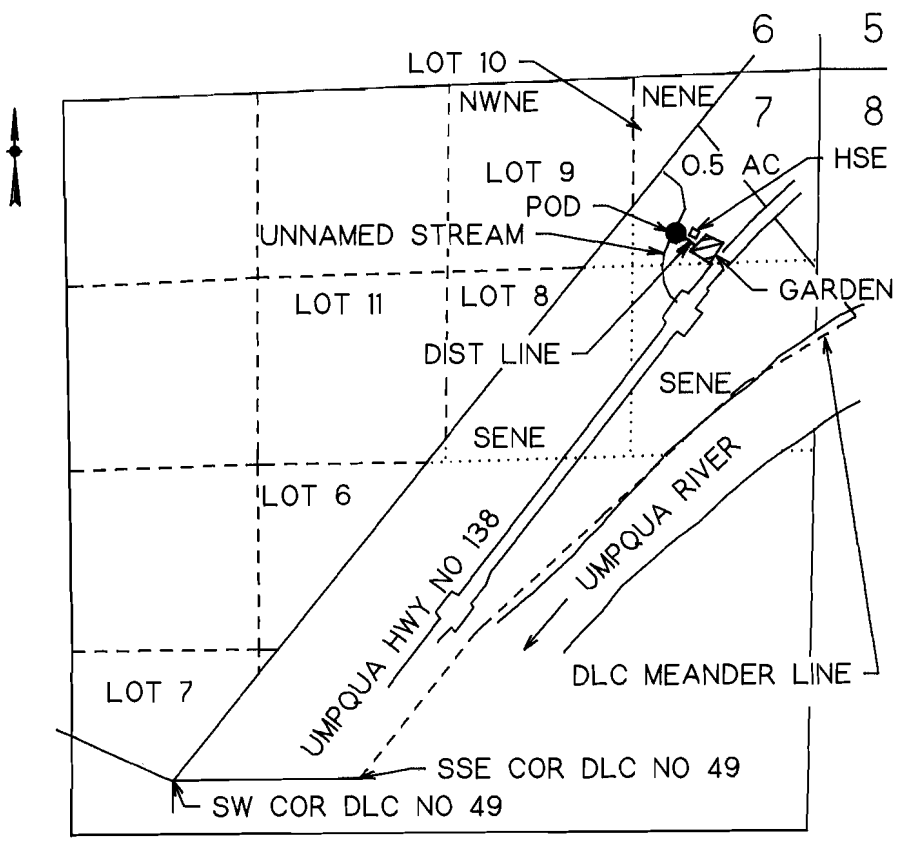 6
5
LOT 10
NWNE
NENE
7
8
0.5 AC
HSE
LOT 9
POD
UNNAMED STREAM
LOT 11
LOT 8
GARDEN
DIST LINE
SENE
SENE
LOT 6
UMPQUA RIVER
UMPQUA HWY NO 138
DLC MEANDER LINE
LOT 7
SSE COR DLC NO 49
SW COR DLC NO 49